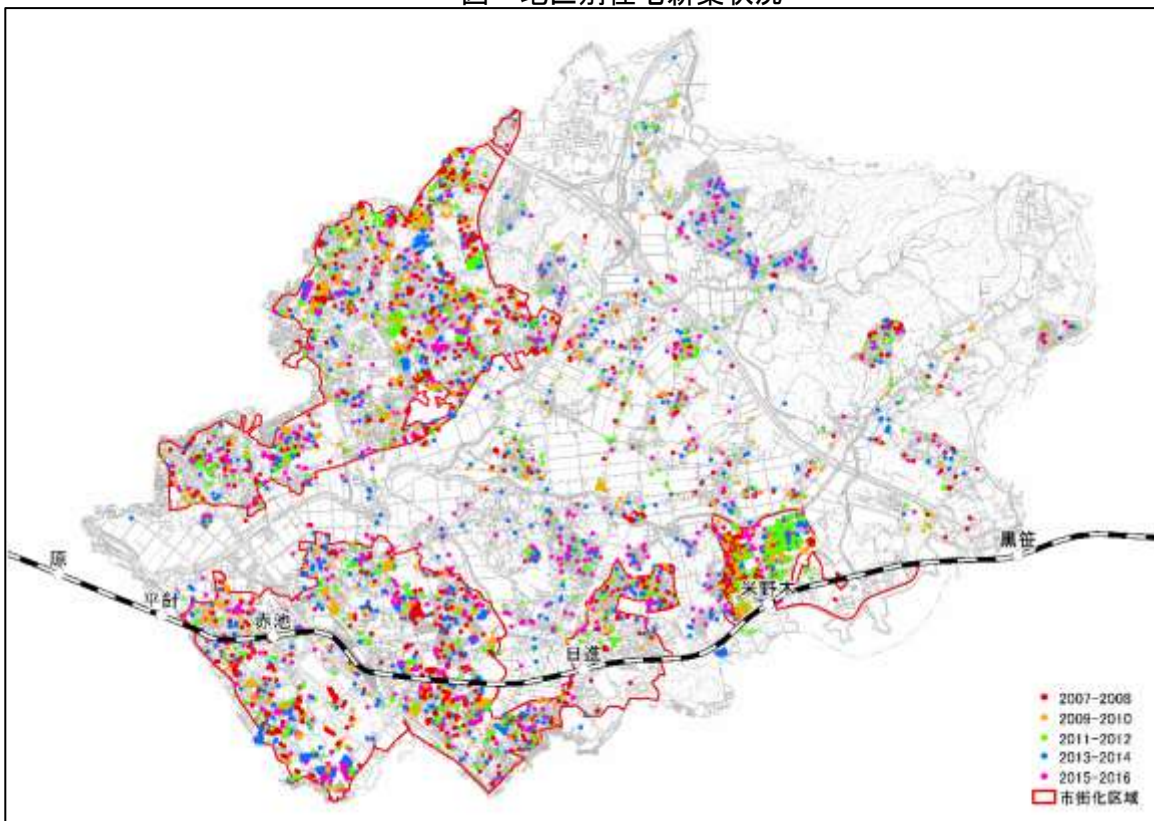 図 地区別住宅新築状況
原
平針
赤池
日進
米野木
黒笹
2007-2008
2009-2010
2011-2012
2013-2014
2015-2016
市街化区域